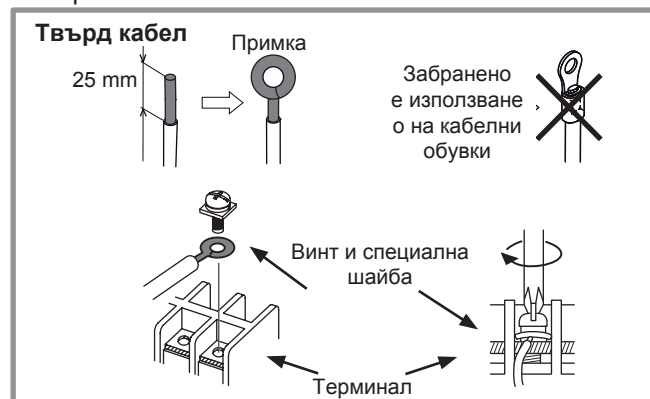 Твърд кабел
Примка
25 mm
Забранено
е използване
о на кабелни
обувки
Винт и специална
шайба
Терминал